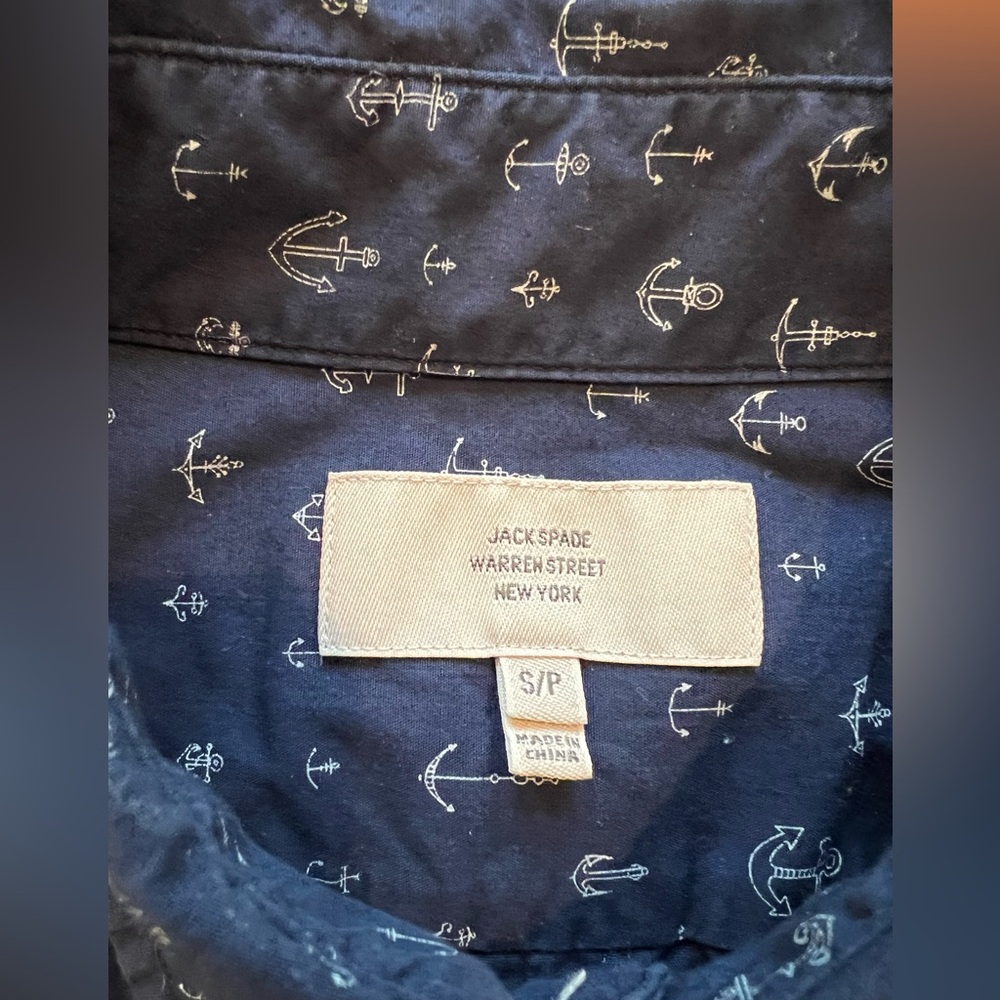 JACK SPADE
WARREN STREET
NEW YORK
S/P
MADE IN
CHINA